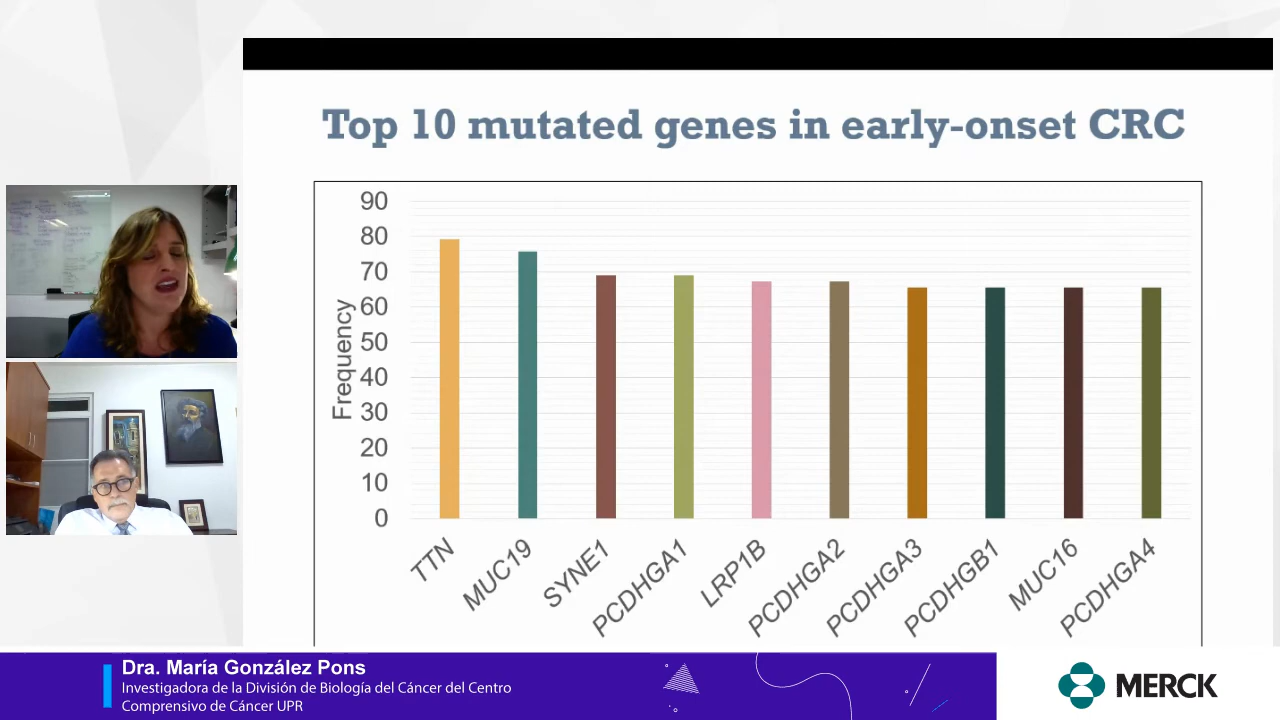 Top 10 mutated genes in early-onset CRC
90
80
70
60
50
40
30
20
10
0
Frequency
TTN
MUC19
SYNE1
PCDHGA1
LRP1B
PCDHGA2
PCDHGA3
PCDHGB1
MUC16
PCDHGA4
Dra. María González Pons
Investigadora de la División de Biología del Cáncer del Centro
Comprensivo de Cáncer UPR
MERCK